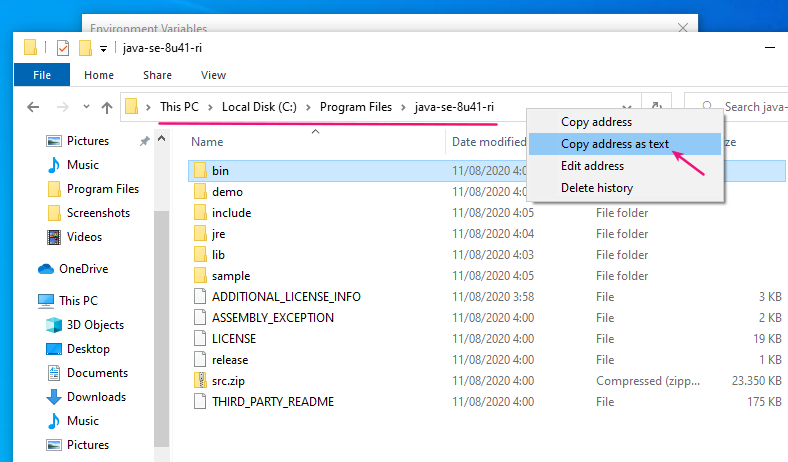 Environment Variables
java-se-8u41-ri
File Home Share View
This PC Local Disk (C:) Program Files java-se-8u41-ri Search java-
Copy address
Copy address as text
Edit address
Delete history
Pictures
Music
Program Files
Screenshots
Videos
OneDrive
This PC
3D Objects
Desktop
Documents
Downloads
Music
Pictures
Name Date modified ze
bin 11/08/2020 4:0
demo 11/08/2020 4:0
include 11/08/2020 4:05 File folder
jre 11/08/2020 4:04 File folder
lib 11/08/2020 4:03 File folder
sample 11/08/2020 4:05 File folder
ADDITIONAL_LICENSE_INFO 11/08/2020 3:58 File 3 KB
ASSEMBLY_EXCEPTION 11/08/2020 4:00 File 2 KB
LICENSE 11/08/2020 4:00 File 19 KB
release 11/08/2020 4:00 File 1 KB
src.zip 11/08/2020 4:00 Compressed (zipp... 23.350 KB
THIRD_PARTY_README 11/08/2020 4:00 File 175 KB